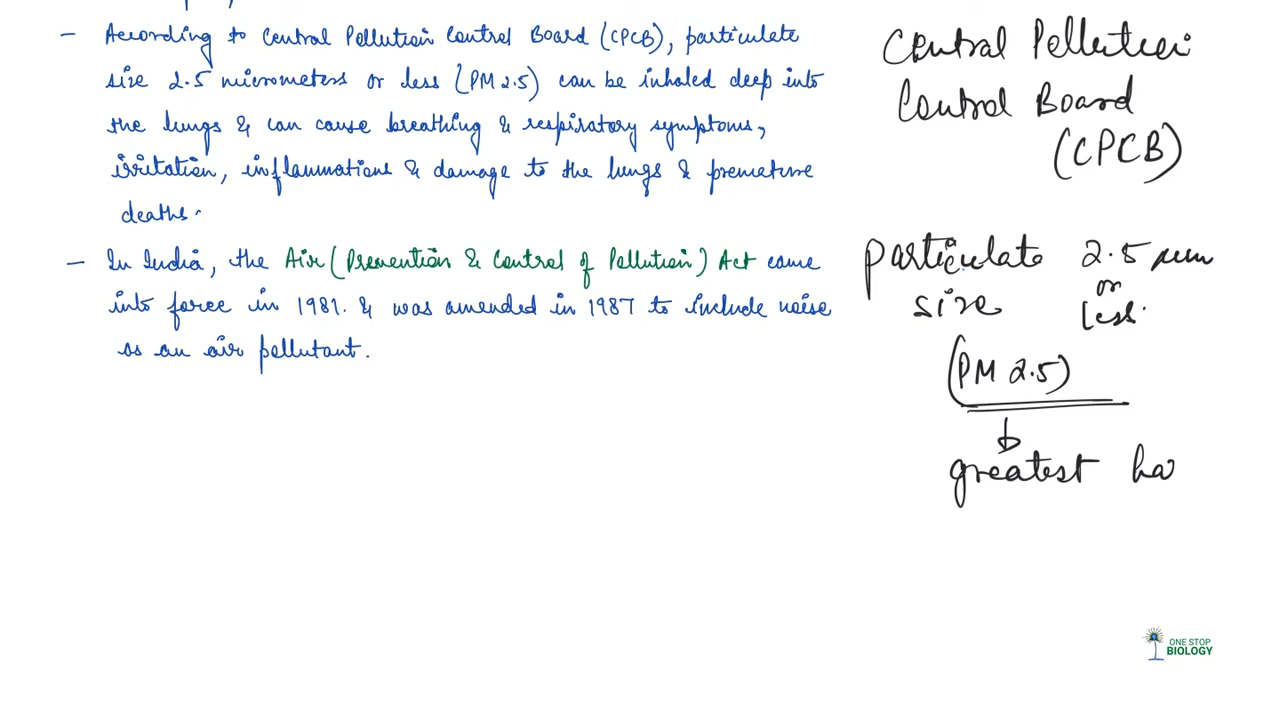 - According to Central Pollution Control Board (CPCB), particulate
size 2.5 micrometers or less (PM 2.5) can be inhaled deep into
the lungs & can cause breathing & respiratory symptoms,
irritation, inflammations & damage to the lungs & premature
deaths.
- In India, the Air (Prevention & Control of Pollution) Act came
into force in 1981. & was amended in 1987 to include noise
as an air pollutant.
Central Pollution
Control Board
(CPCB)
Particulate 2.5 μm
size or
less.
(PM 2.5)
greatest ha
ONE STOP
BIOLOGY